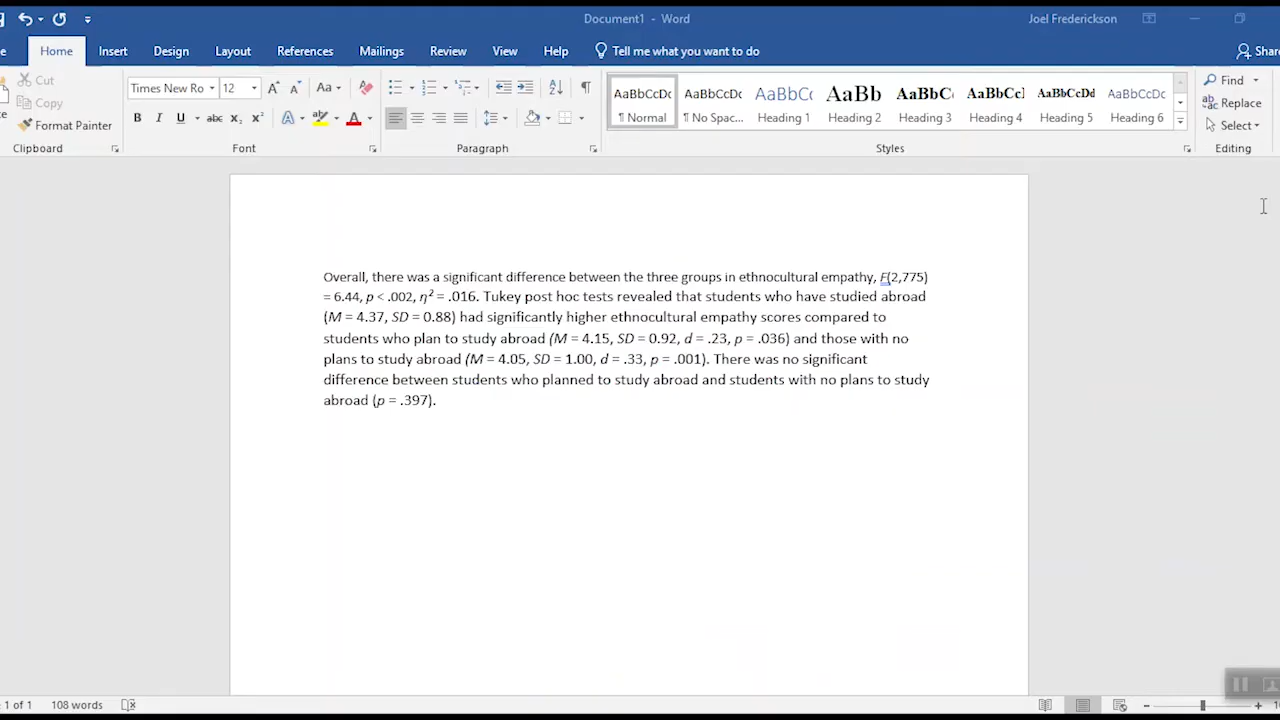 Document1 - Word
Joel Frederickson
Home Insert Design Layout References Mailings Review View Help Tell me what you want to do
Cut
Copy
Format Painter
Clipboard
Times New Ro 12
Aa
B I U abc x₂ x²
Font
Paragraph
AaBbCcDc AaBbCcDc AaBbC( AaBb AaBbC AaBbCcl AaBbCcDd AaBbCcDc
¶ Normal ¶ No Spac... Heading 1 Heading 2 Heading 3 Heading 4 Heading 5 Heading 6
Styles
Find
Replace
Select
Editing
Overall, there was a significant difference between the three groups in ethnocultural empathy, F(2,775)
= 6.44, p < .002, η² = .016. Tukey post hoc tests revealed that students who have studied abroad
(M = 4.37, SD = 0.88) had significantly higher ethnocultural empathy scores compared to
students who plan to study abroad (M = 4.15, SD = 0.92, d = .23, p = .036) and those with no
plans to study abroad (M = 4.05, SD = 1.00, d = .33, p = .001). There was no significant
difference between students who planned to study abroad and students with no plans to study
abroad (p = .397).
1 of 1 108 words